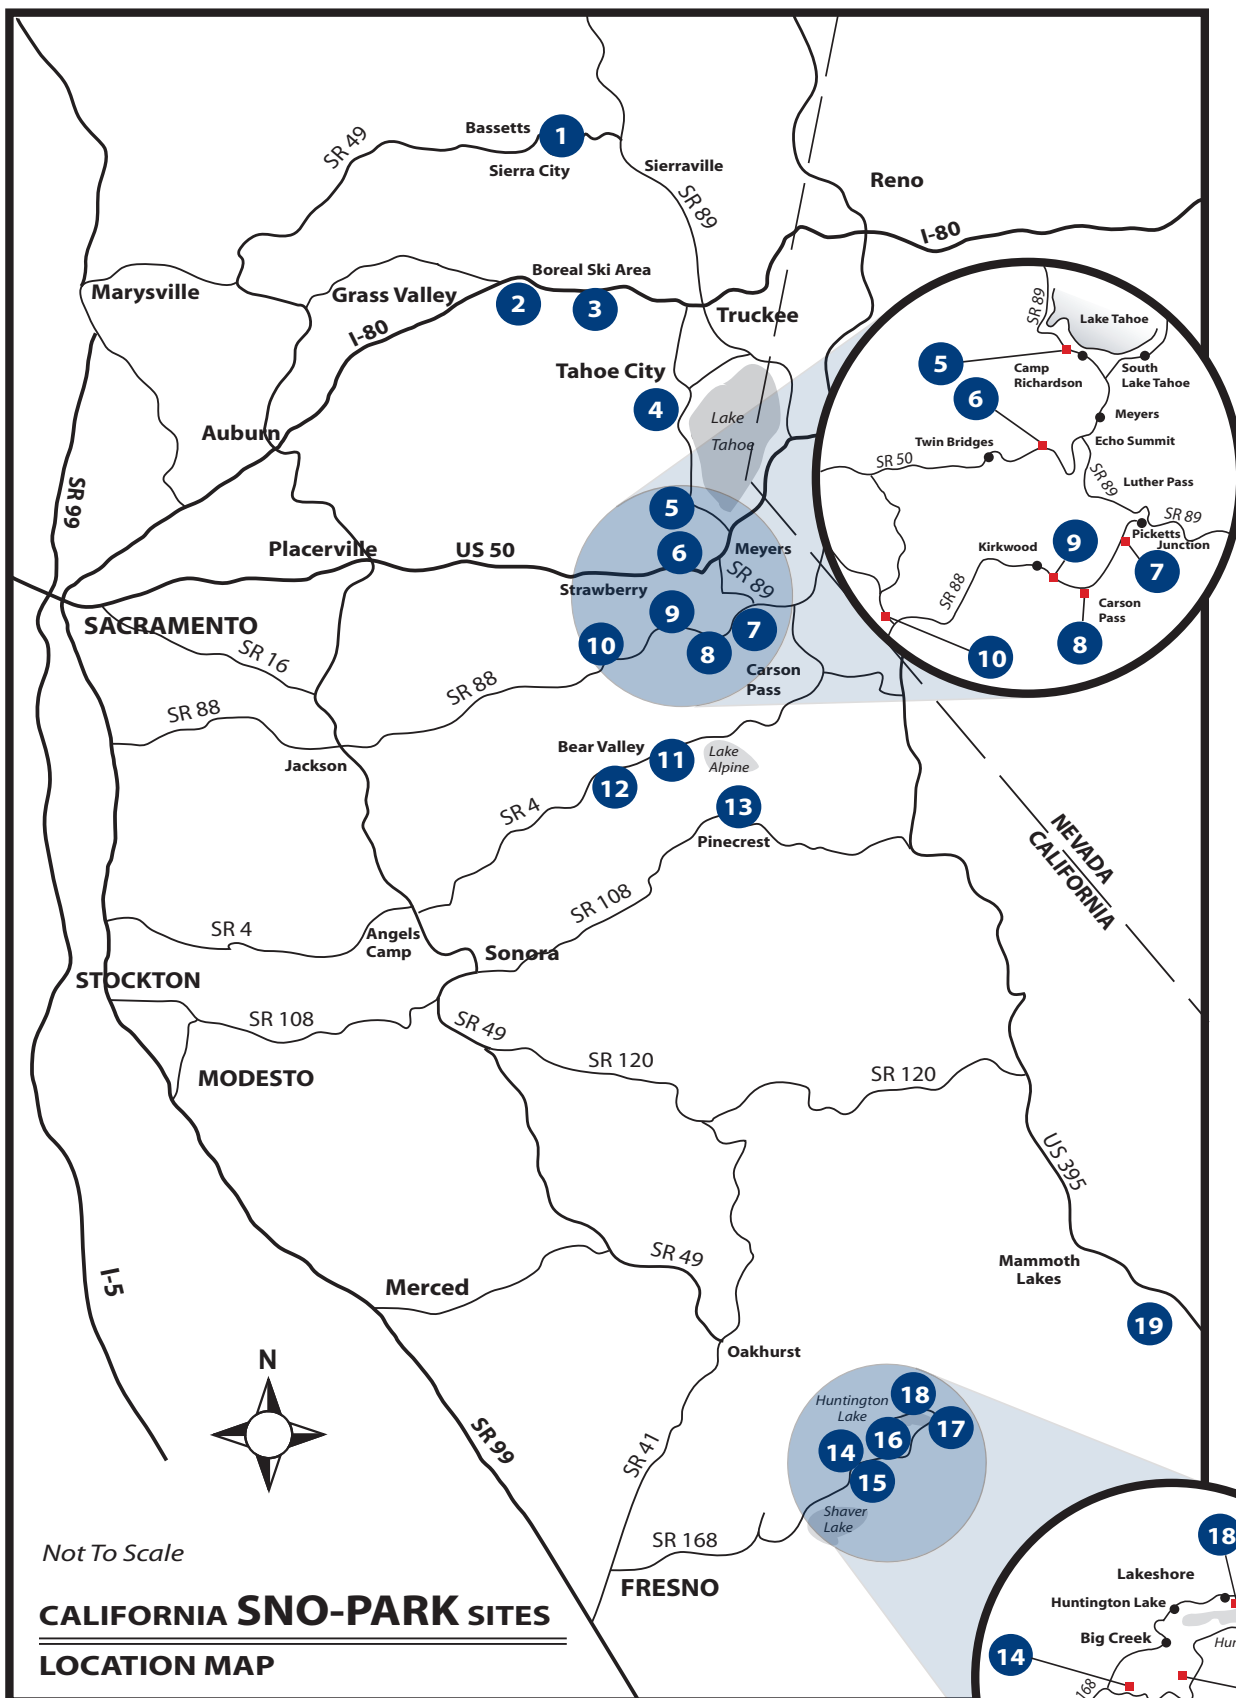 Bassetts
1
SR 49
Sierra City
Sierraville
Reno
SR 89
I-80
Boreal Ski Area
Marysville
Grass Valley
2
3
I-80
Truckee
Tahoe City
4
Lake
Tahoe
Auburn
SR 99
5
Placerville
US 50
6
Meyers
Strawberry
SR 89
9
7
SACRAMENTO
10
8
SR 16
Carson
Pass
SR 88
SR 88
Jackson
Bear Valley
11
Lake
Alpine
12
13
SR 4
Pinecrest
NEVADA
CALIFORNIA
SR 108
SR 4
Angels
Camp
Sonora
STOCKTON
SR 108
SR 49
SR 120
SR 120
MODESTO
US 395
SR 49
Mammoth
Lakes
I-5
Merced
19
Oakhurst
N
18
Huntington
Lake
17
16
14
15
SR 99
SR 41
Shaver
Lake
SR 168
FRESNO
Not To Scale
CALIFORNIA SNO-PARK SITES
LOCATION MAP
SR 89
Lake Tahoe
5
Camp
Richardson
South
Lake Tahoe
6
Meyers
Twin Bridges
Echo Summit
SR 50
SR 89
Luther Pass
SR 89
Picketts
Junction
9
Kirkwood
7
SR 88
Carson
Pass
8
10
18
Lakeshore
Huntington Lake
Big Creek
Hun
14
168